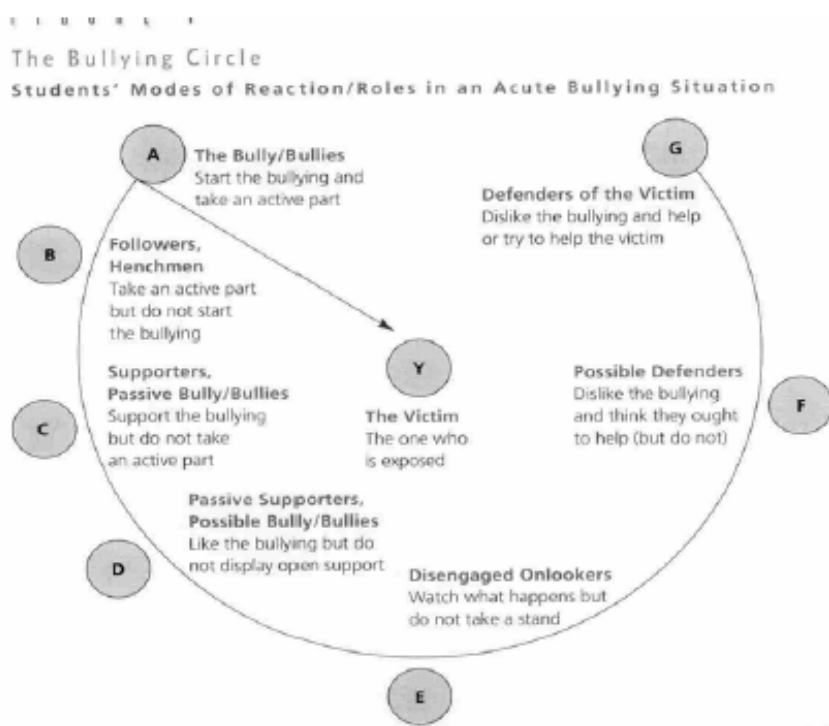 The Bullying Circle
Students' Modes of Reaction/Roles in an Acute Bullying Situation
A
The Bully/Bullies
Start the bullying and
take an active part
B
Followers,
Henchmen
Take an active part
but do not start
the bullying
C
Supporters,
Passive Bully/Bullies
Support the bullying
but do not take
an active part
D
Passive Supporters,
Possible Bully/Bullies
Like the bullying but do
not display open support
E
Disengaged Onlookers
Watch what happens but
do not take a stand
F
Possible Defenders
Dislike the bullying
and think they ought
to help (but do not)
G
Defenders of the Victim
Dislike the bullying and help
or try to help the victim
Y
The Victim
The one who
is exposed